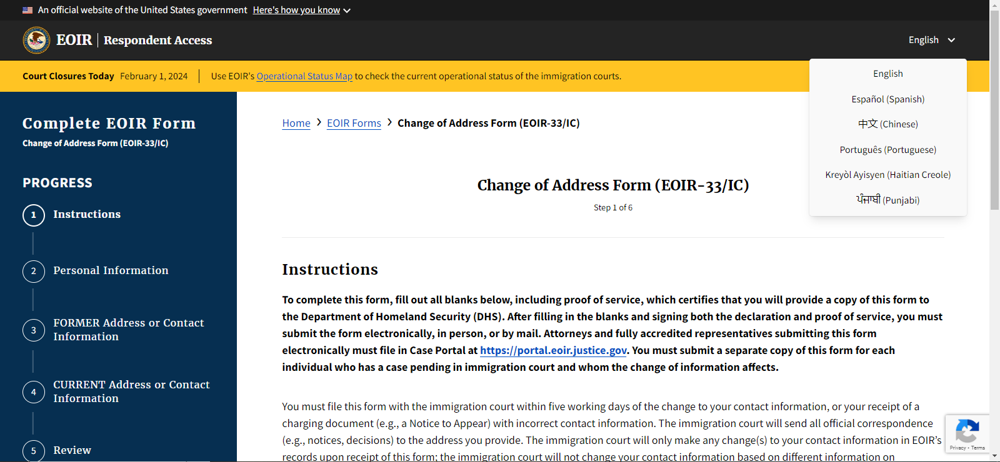 An official website of the United States government Here's how you know
EOIR Respondent Access
English
Court Closures Today February 1, 2024 Use EOIR's Operational Status Map to check the current operational status of the immigration courts.
English
Español (Spanish)
中文 (Chinese)
Português (Portuguese)
Kreyòl Ayisyen (Haitian Creole)
ਪੰਜਾਬੀ (Punjabi)
Complete EOIR Form
Change of Address Form (EOIR-33/IC)
PROGRESS
1 Instructions
2 Personal Information
3 FORMER Address or Contact
Information
4 CURRENT Address or Contact
Information
5 Review
Home > EOIR Forms > Change of Address Form (EOIR-33/IC)
Change of Address Form (EOIR-33/IC)
Step 1 of 6
Instructions
To complete this form, fill out all blanks below, including proof of service, which certifies that you will provide a copy of this form to
the Department of Homeland Security (DHS). After filling in the blanks and signing both the declaration and proof of service, you must
submit the form electronically, in person, or by mail. Attorneys and fully accredited representatives submitting this form
electronically must file in Case Portal at https://portal.eoir.justice.gov. You must submit a separate copy of this form for each
individual who has a case pending in immigration court and whom the change of information affects.
You must file this form with the immigration court within five working days of the change to your contact information, or your receipt of a
charging document (e.g., a Notice to Appear) with incorrect contact information. The immigration court will send all official correspondence
(e.g., notices, decisions) to the address you provide. The immigration court will only make any change(s) to your contact information in EOIR's
records upon receipt of this form; the immigration court will not change your contact information based on different information on
Privacy - Terms